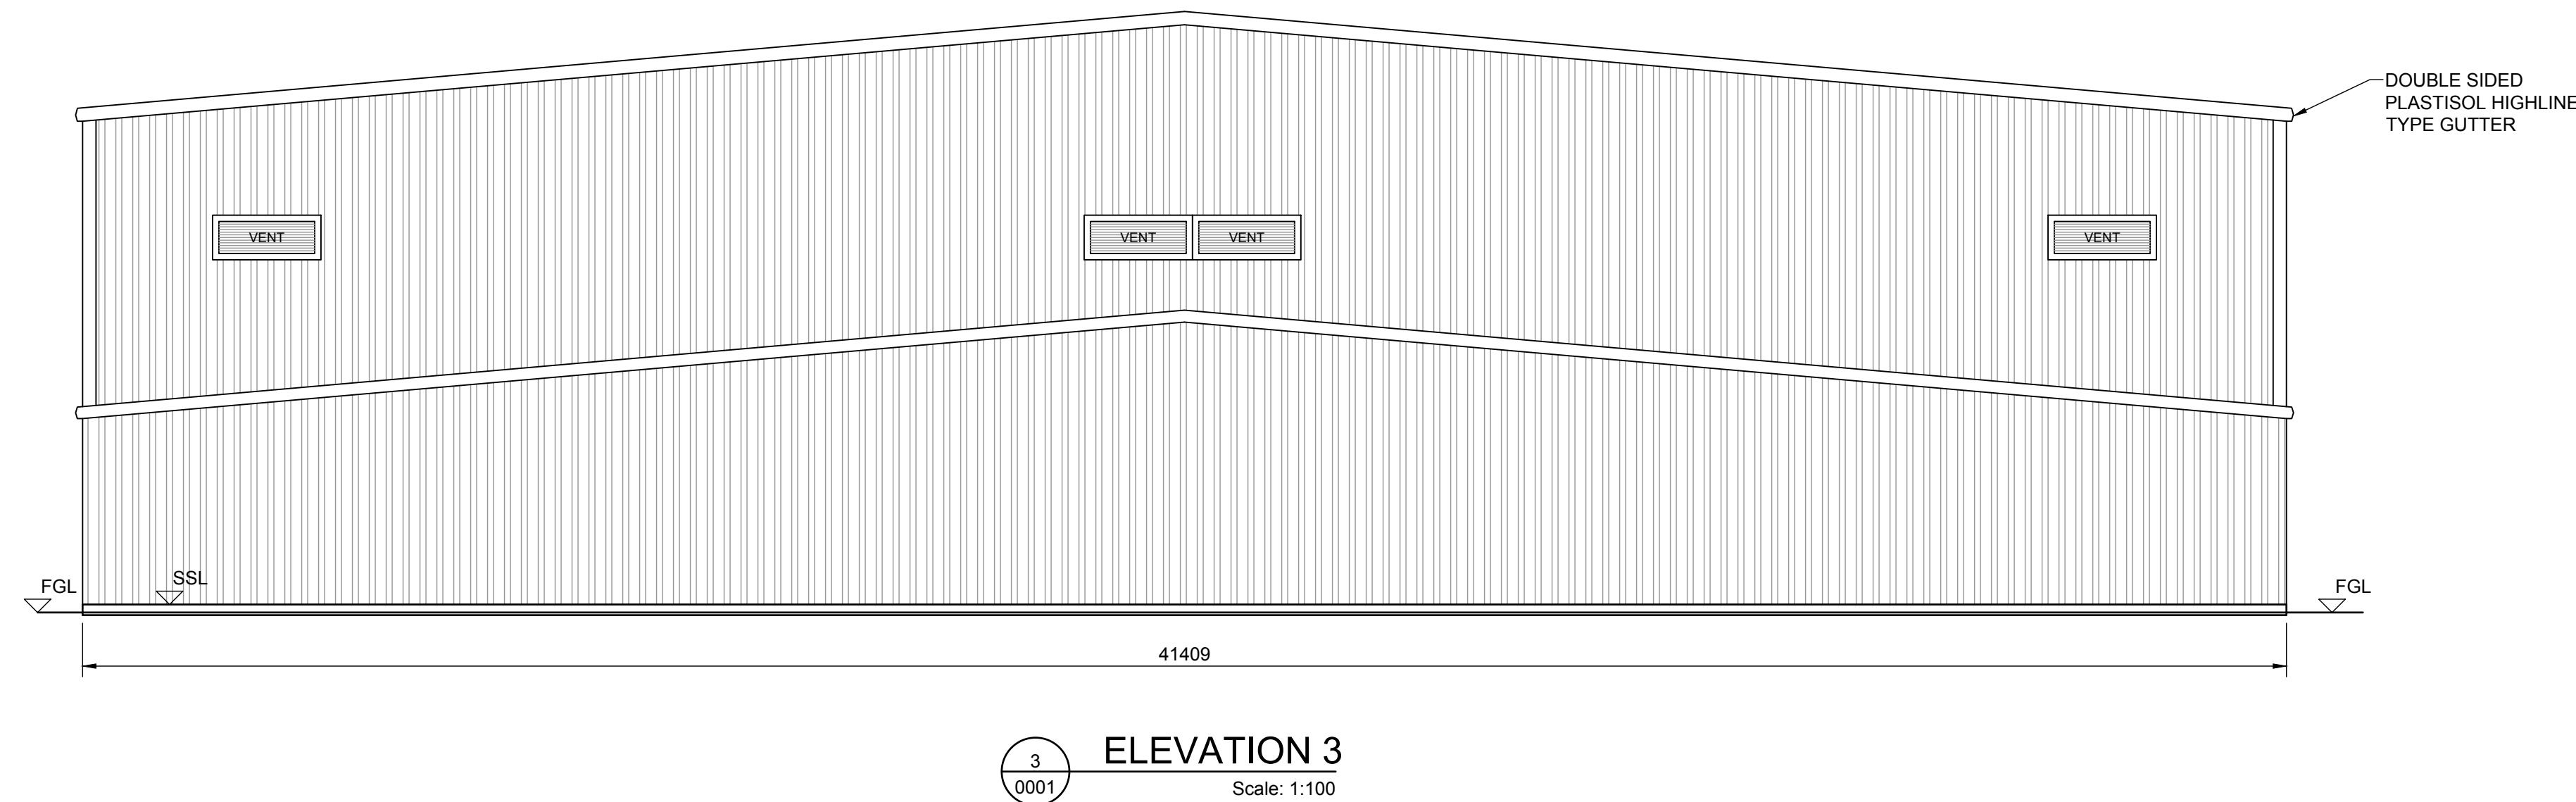 DOUBLE SIDED
PLASTISOL HIGHLINE
TYPE GUTTER
VENT
VENT
VENT
VENT
SSL
FGL
FGL
41409
3
0001
ELEVATION 3
Scale: 1:100